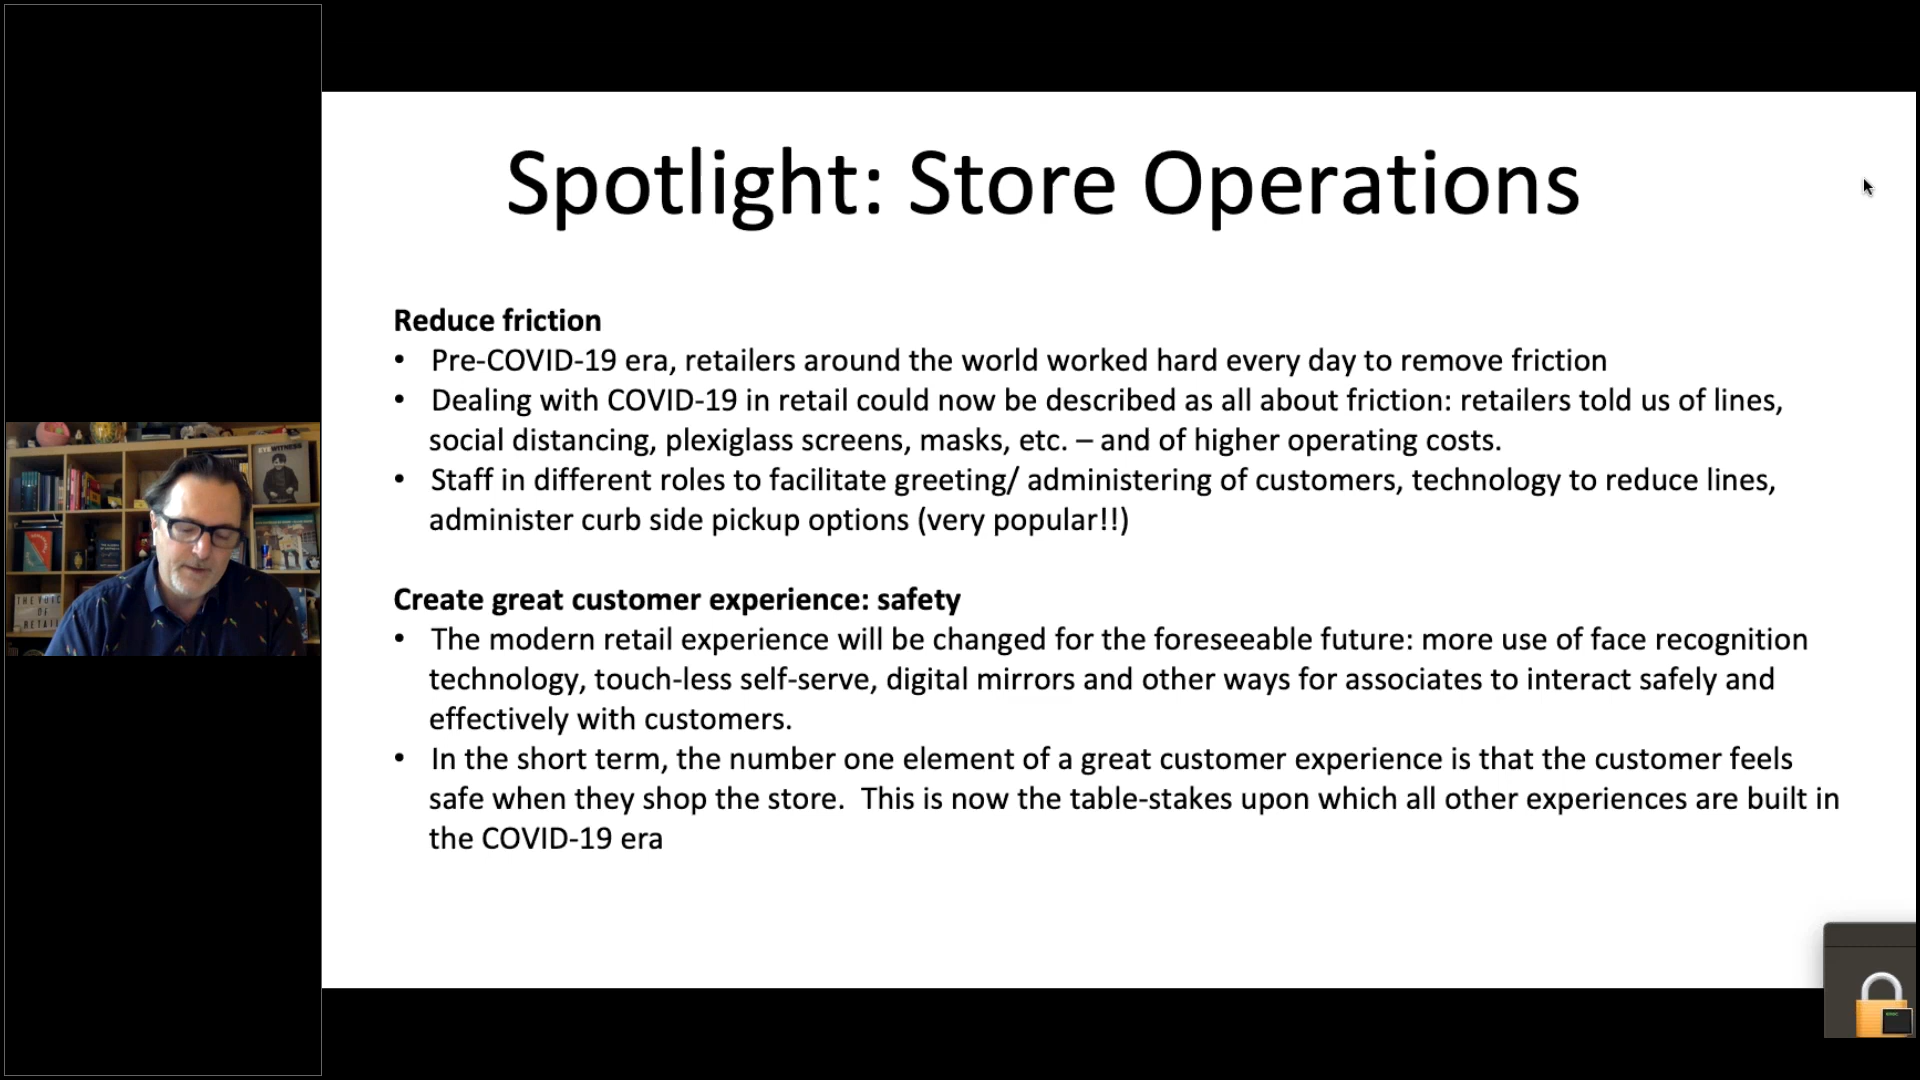 Spotlight: Store Operations
Reduce friction
• Pre-COVID-19 era, retailers around the world worked hard every day to remove friction
• Dealing with COVID-19 in retail could now be described as all about friction: retailers told us of lines,
social distancing, plexiglass screens, masks, etc. – and of higher operating costs.
• Staff in different roles to facilitate greeting/ administering of customers, technology to reduce lines,
administer curb side pickup options (very popular!!)
Create great customer experience: safety
• The modern retail experience will be changed for the foreseeable future: more use of face recognition
technology, touch-less self-serve, digital mirrors and other ways for associates to interact safely and
effectively with customers.
• In the short term, the number one element of a great customer experience is that the customer feels
safe when they shop the store.  This is now the table-stakes upon which all other experiences are built in
the COVID-19 era
EYEWITNESS
THE VOIC
OF
RETAIL